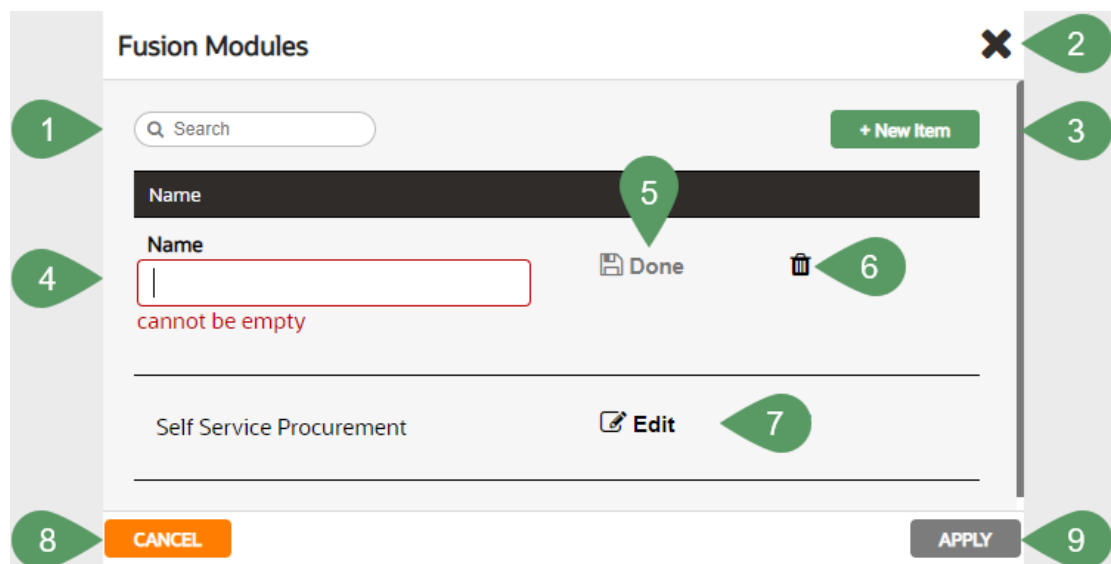 Fusion Modules
2
1
Search
+ New Item
3
Name
5
Name
4
Done
6
cannot be empty
Self Service Procurement
Edit
7
8
CANCEL
APPLY
9